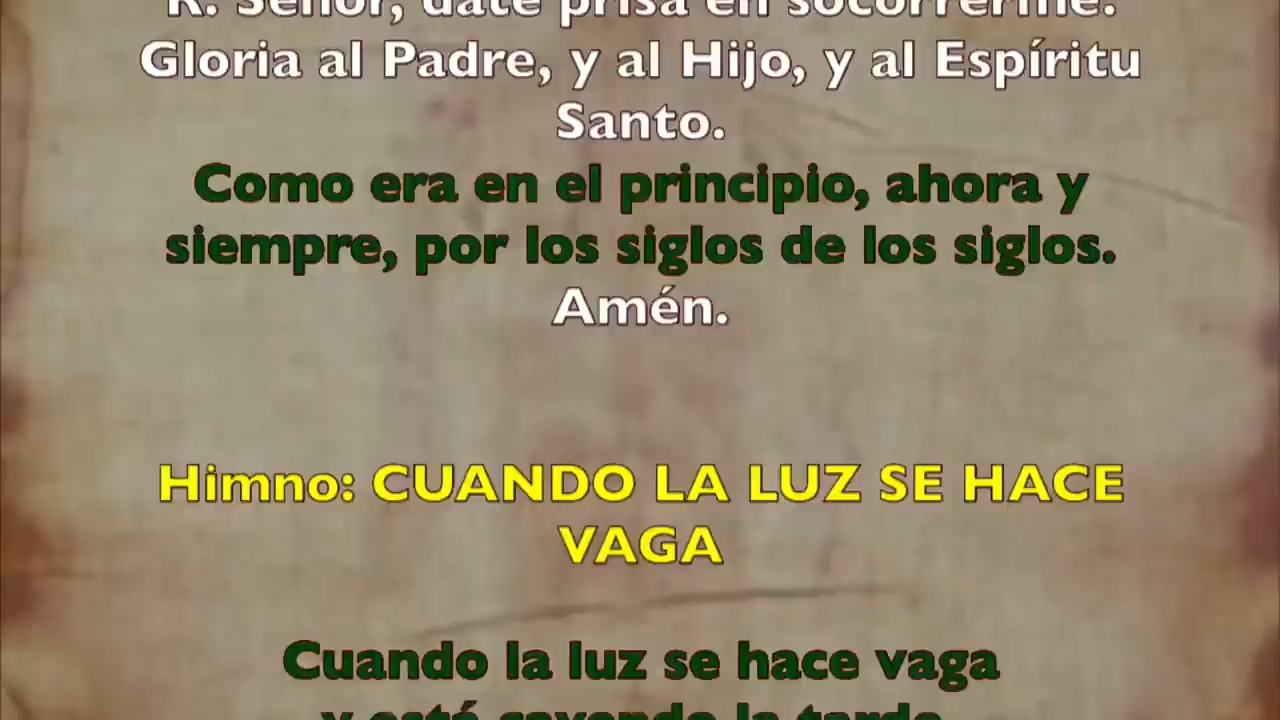 R. Señor, date prisa en socorrerme.
Gloria al Padre, y al Hijo, y al Espíritu
Santo.
Como era en el principio, ahora y
siempre, por los siglos de los siglos.
Amén.
Himno: CUANDO LA LUZ SE HACE
VAGA
Cuando la luz se hace vaga
y está cayendo la tarde